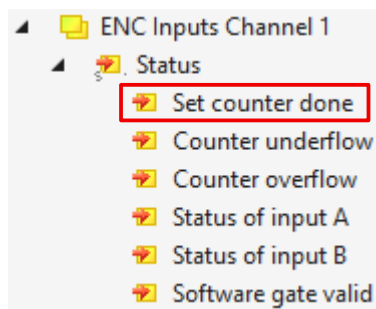 ENC Inputs Channel 1
Status
Set counter done
Counter underflow
Counter overflow
Status of input A
Status of input B
Software gate valid